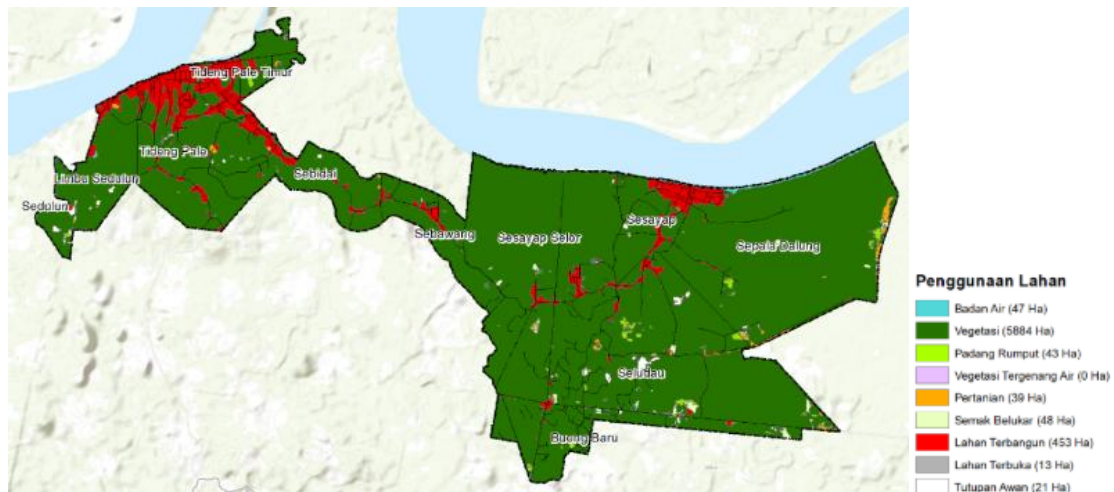 Tideng Pale Timur
Tideng Pale
Limbu Sedulun
Sedulun
Sebidai
Sebawang
Sesayap Selor
Sesayap
Sepala Dalung
Seludau
Buong Baru
Penggunaan Lahan
Badan Air (47 Ha)
Vegetasi (5884 Ha)
Padang Rumput (43 Ha)
Vegetasi Tergenang Air (0 Ha)
Pertanian (39 Ha)
Semak Belukar (48 Ha)
Lahan Terbangun (453 Ha)
Lahan Terbuka (13 Ha)
Tutupan Awan (21 Ha)